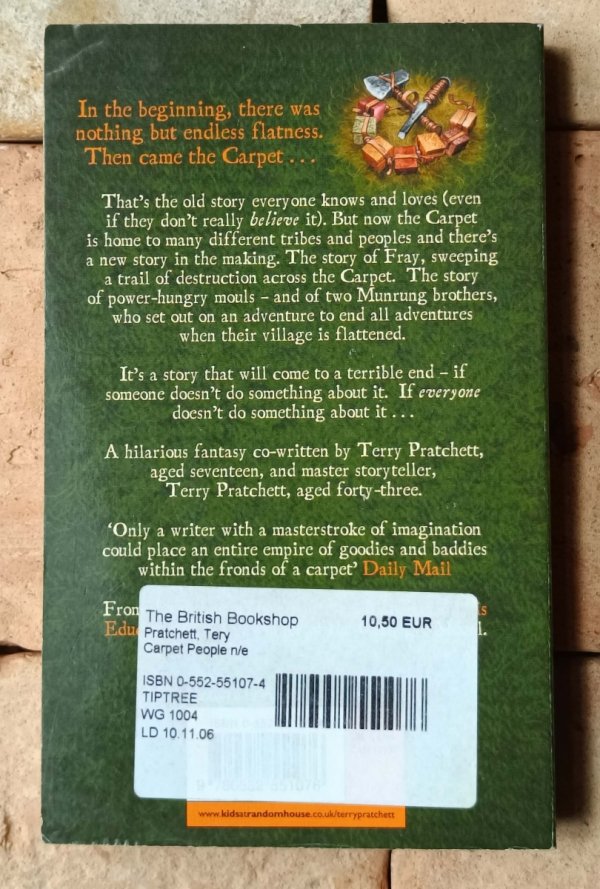 In the beginning, there was
nothing but endless flatness.
Then came the Carpet . . .
That's the old story everyone knows and loves (even
if they don't really believe it). But now the Carpet
is home to many different tribes and peoples and there's
a new story in the making. The story of Fray, sweeping
a trail of destruction across the Carpet. The story
of power-hungry mouls – and of two Munrung brothers,
who set out on an adventure to end all adventures
when their village is flattened.
It's a story that will come to a terrible end – if
someone doesn't do something about it. If everyone
doesn't do something about it . . .
A hilarious fantasy co-written by Terry Pratchett,
aged seventeen, and master storyteller,
Terry Pratchett, aged forty-three.
'Only a writer with a masterstroke of imagination
could place an entire empire of goodies and baddies
within the fronds of a carpet' Daily Mail
The British Bookshop 10,50 EUR
Pratchett, Tery
Carpet People n/e
ISBN 0-552-55107-4
TIPTREE
WG 1004
LD 10.11.06
www.kidsatrandomhouse.co.uk/terrypratchett